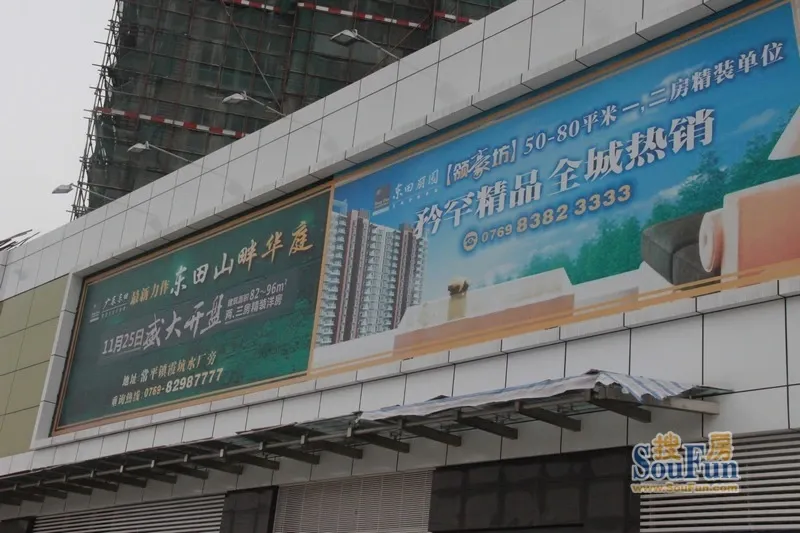 广东东田 最新力作 东田山畔华庭
11月25日 盛大开盘 建筑面积82~96㎡
两、三房精装洋房
地址:常平镇霞坑水厂旁
垂询热线:0769-82987777
东田丽园【颐豪坊】50-80平米一、二房精装单位
矜罕精品 全城热销
0769 8382 3333
搜房
SouFun
www.SouFun.com